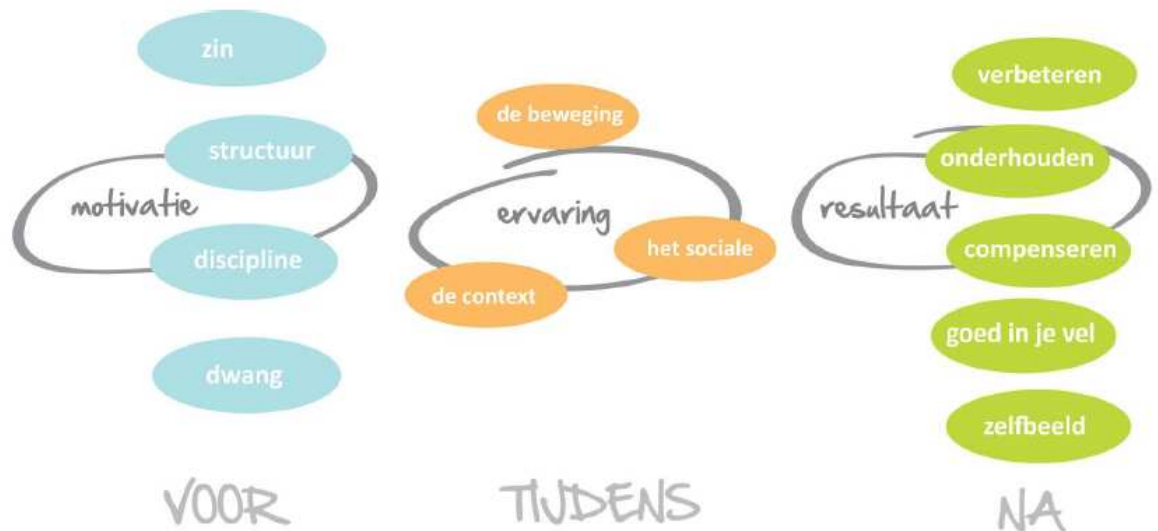 zin
structuur
motivatie
discipline
dwang
VOOR
de beweging
ervaring
het sociale
de context
TIJDENS
verbeteren
onderhouden
resultaat
compenseren
goed in je vel
zelfbeeld
NA